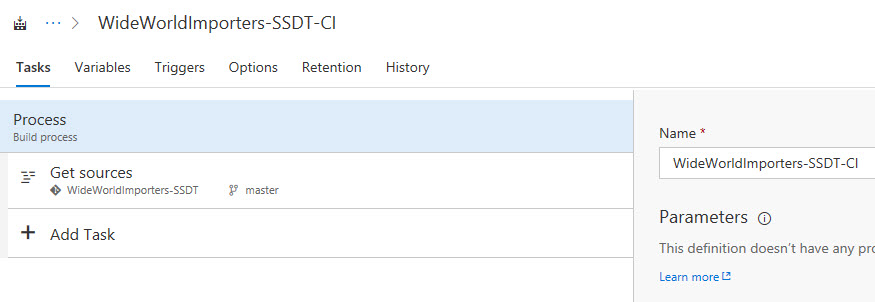 ··· > WideWorldImporters-SSDT-CI
Tasks Variables Triggers Options Retention History
Process
Build process
Get sources
WideWorldImporters-SSDT master
+ Add Task
Name *
WideWorldImporters-SSDT-CI
Parameters
This definition doesn't have any pro
Learn more